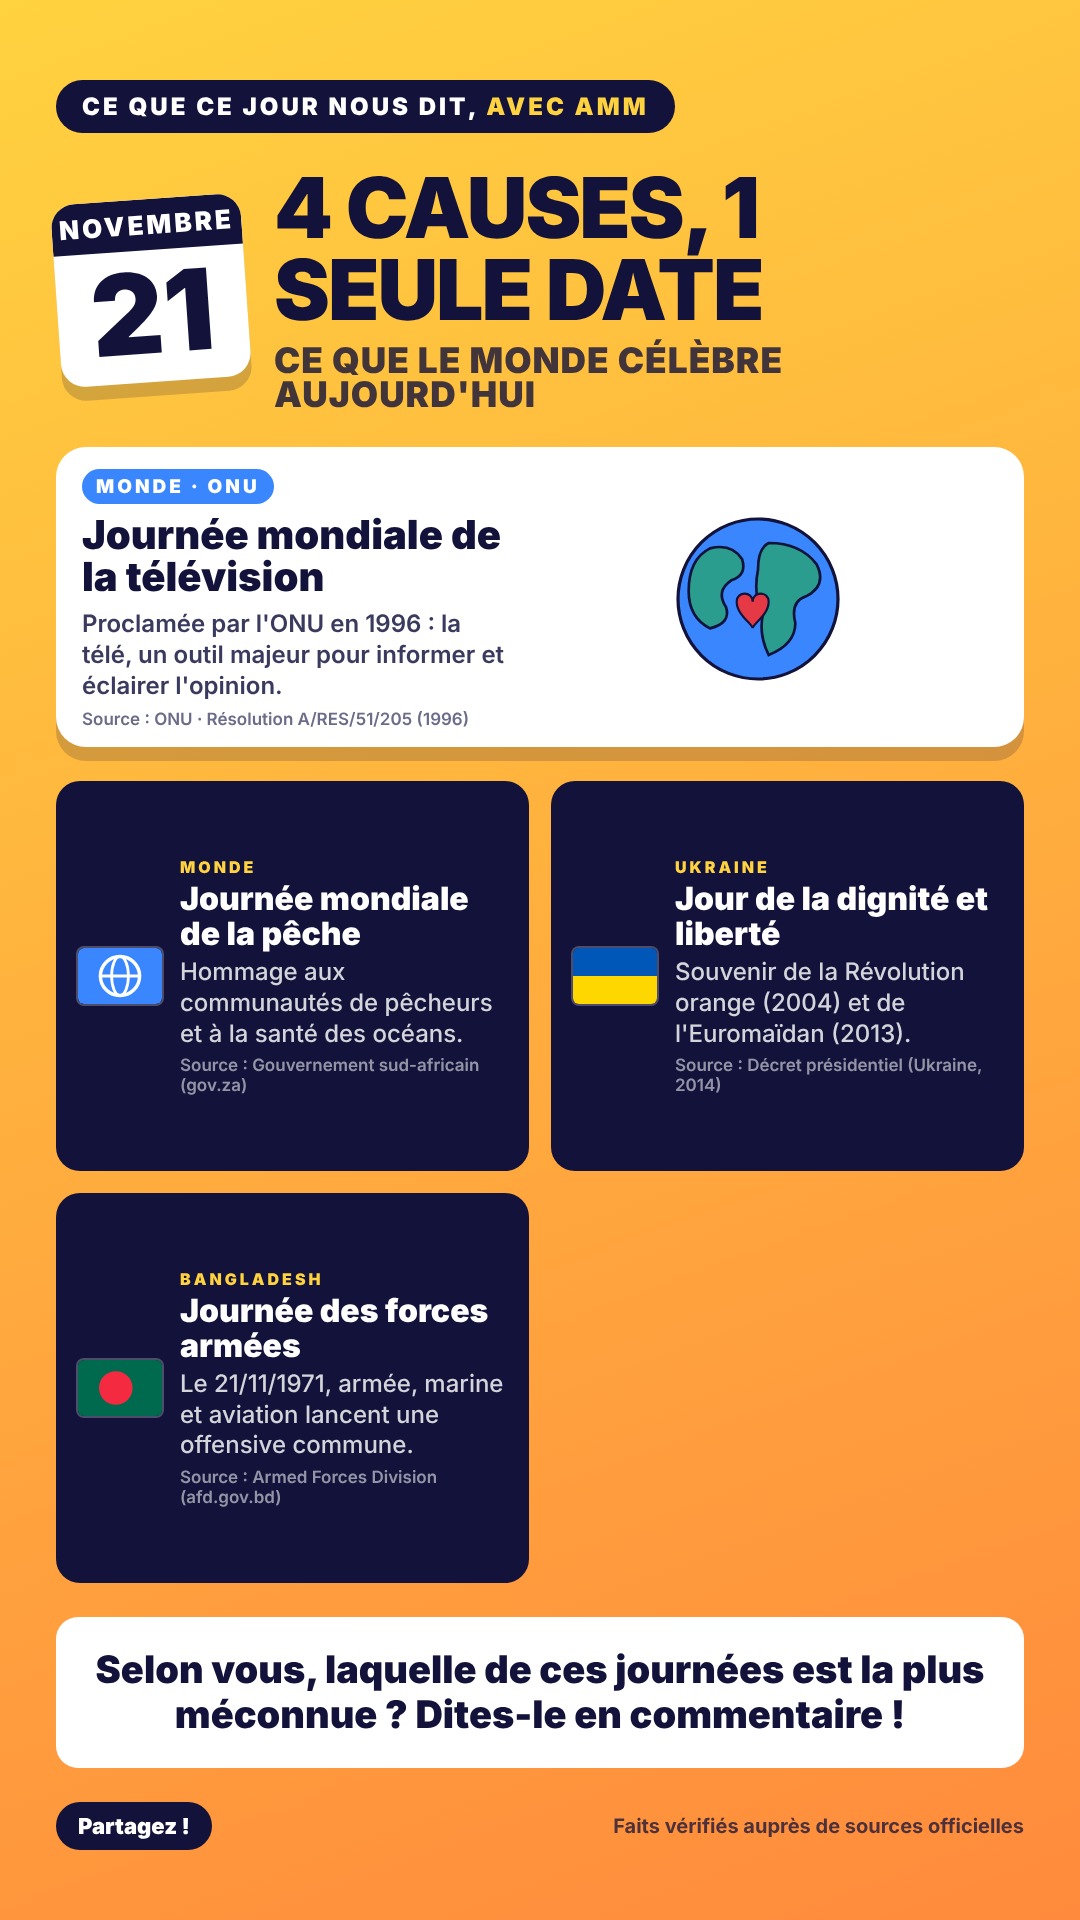 CE QUE CE JOUR NOUS DIT, AVEC AMM
NOVEMBRE
21
4 CAUSES, 1
SEULE DATE
CE QUE LE MONDE CÉLÈBRE
AUJOURD'HUI
MONDE · ONU
Journée mondiale de
la télévision
Proclamée par l'ONU en 1996 : la
télé, un outil majeur pour informer et
éclairer l'opinion.
Source : ONU · Résolution A/RES/51/205 (1996)
MONDE
Journée mondiale
de la pêche
Hommage aux
communautés de pêcheurs
et à la santé des océans.
Source : Gouvernement sud-africain
(gov.za)
UKRAINE
Jour de la dignité et
liberté
Souvenir de la Révolution
orange (2004) et de
l'Euromaïdan (2013).
Source : Décret présidentiel (Ukraine,
2014)
BANGLADESH
Journée des forces
armées
Le 21/11/1971, armée, marine
et aviation lancent une
offensive commune.
Source : Armed Forces Division
(afd.gov.bd)
Selon vous, laquelle de ces journées est la plus
méconnue ? Dites-le en commentaire !
Partagez !
Faits vérifiés auprès de sources officielles